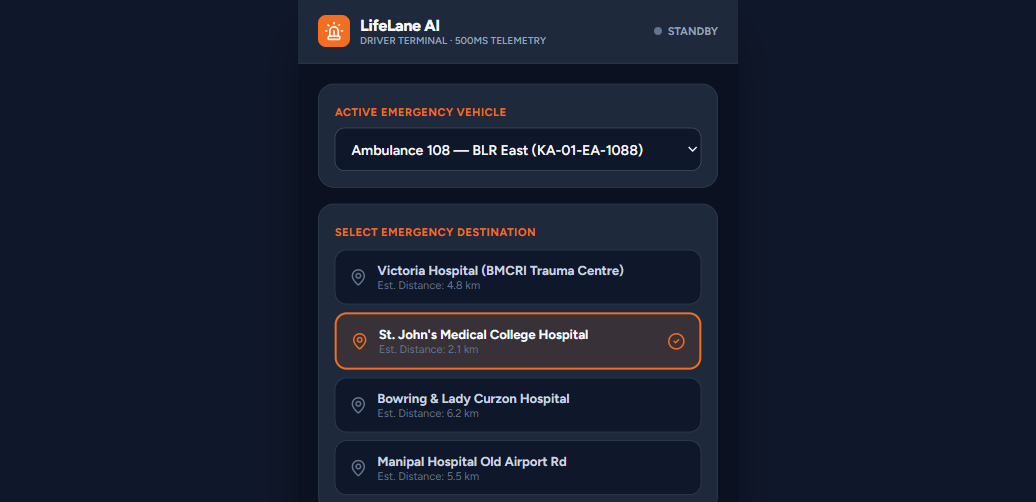 LifeLane AI
DRIVER TERMINAL · 500MS TELEMETRY
STANDBY
ACTIVE EMERGENCY VEHICLE
Ambulance 108 — BLR East (KA-01-EA-1088)
SELECT EMERGENCY DESTINATION
Victoria Hospital (BMCRI Trauma Centre)
Est. Distance: 4.8 km
St. John's Medical College Hospital
Est. Distance: 2.1 km
Bowring & Lady Curzon Hospital
Est. Distance: 6.2 km
Manipal Hospital Old Airport Rd
Est. Distance: 5.5 km